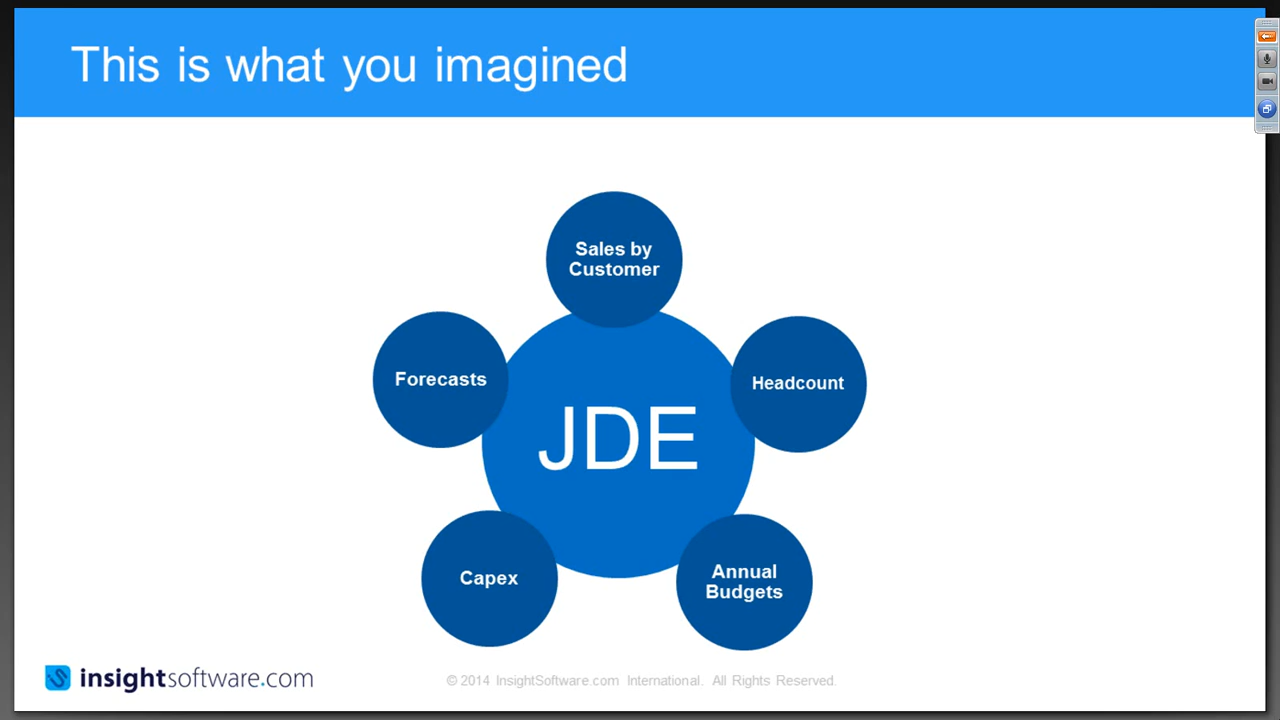 This is what you imagined
Sales by
Customer
Forecasts
Headcount
JDE
Capex
Annual
Budgets
insightsoftware.com
© 2014 InsightSoftware.com International. All Rights Reserved.